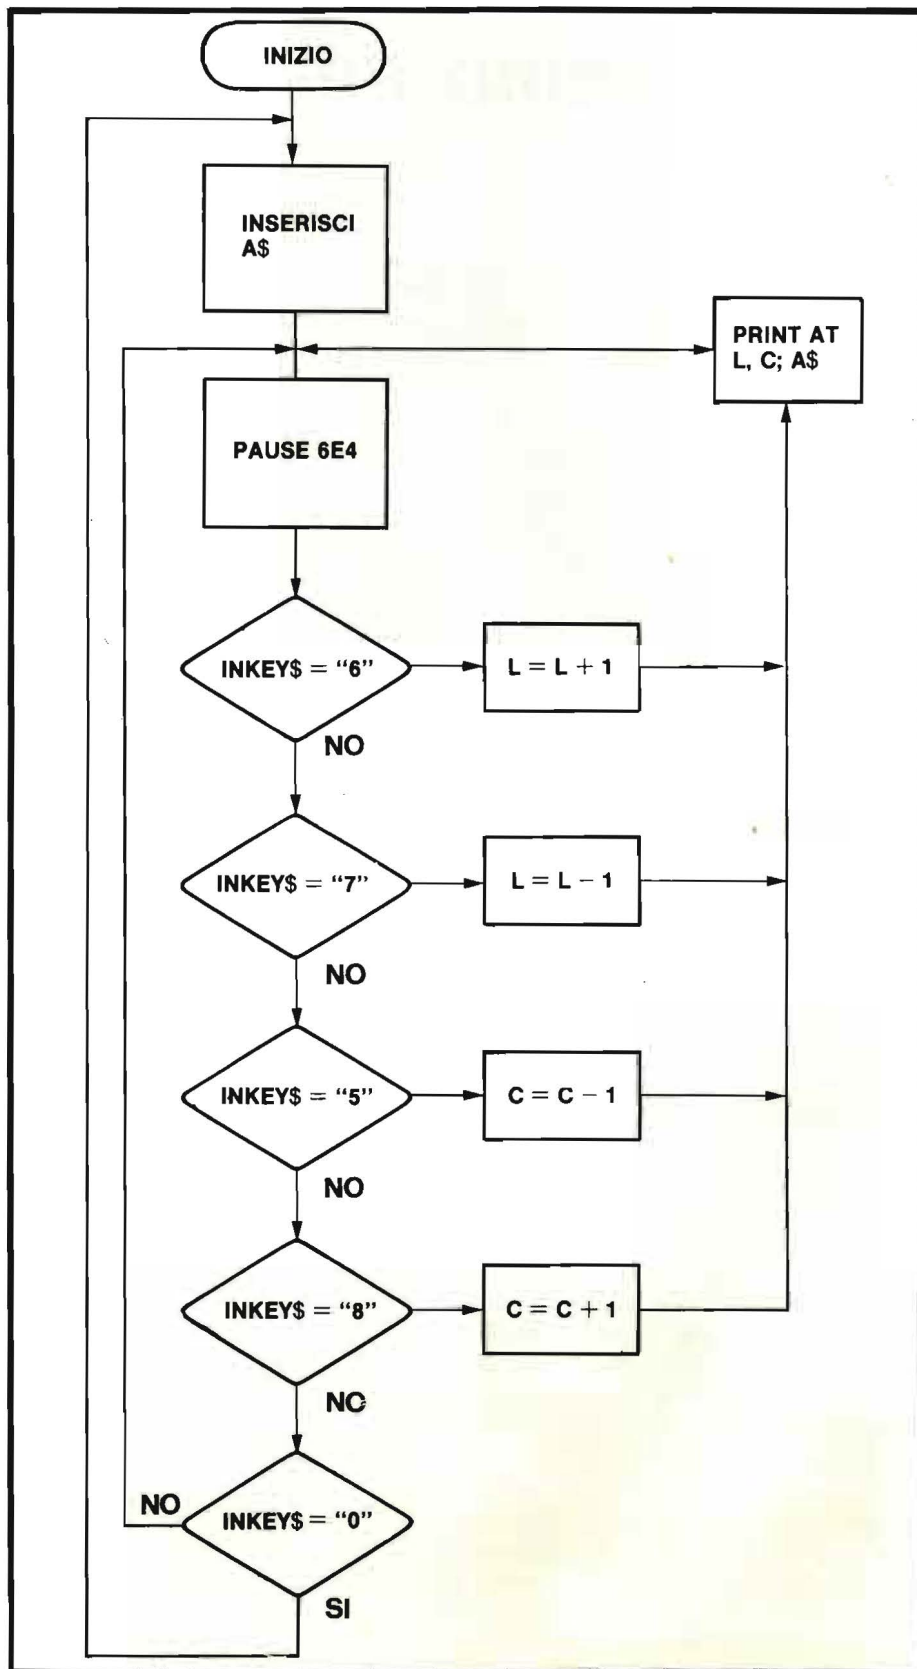 INIZIO
INSERISCI
A$
PRINT AT
L, C; A$
PAUSE 6E4
INKEY$ = “6”
L = L + 1
NO
INKEY$ = “7”
L = L − 1
NO
INKEY$ = “5”
C = C − 1
NO
INKEY$ = “8”
C = C + 1
NO
NO
INKEY$ = “0”
SI